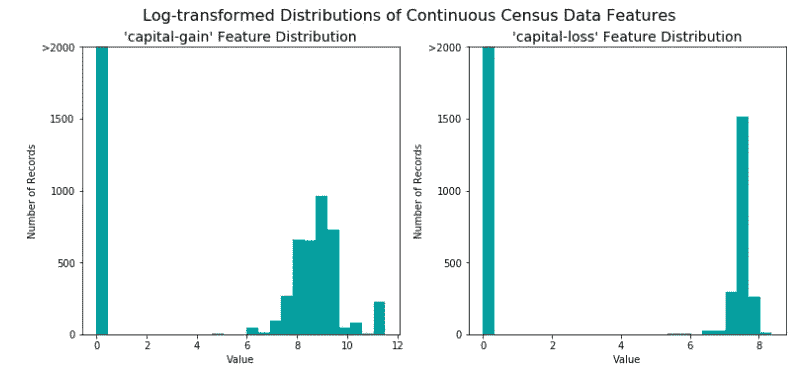 Log-transformed Distributions of Continuous Census Data Features
'capital-gain' Feature Distribution
'capital-loss' Feature Distribution
Number of Records
>2000
1500
1000
500
0
0 2 4 6 8 10 12
Value
Number of Records
>2000
1500
1000
500
0
0 2 4 6 8
Value